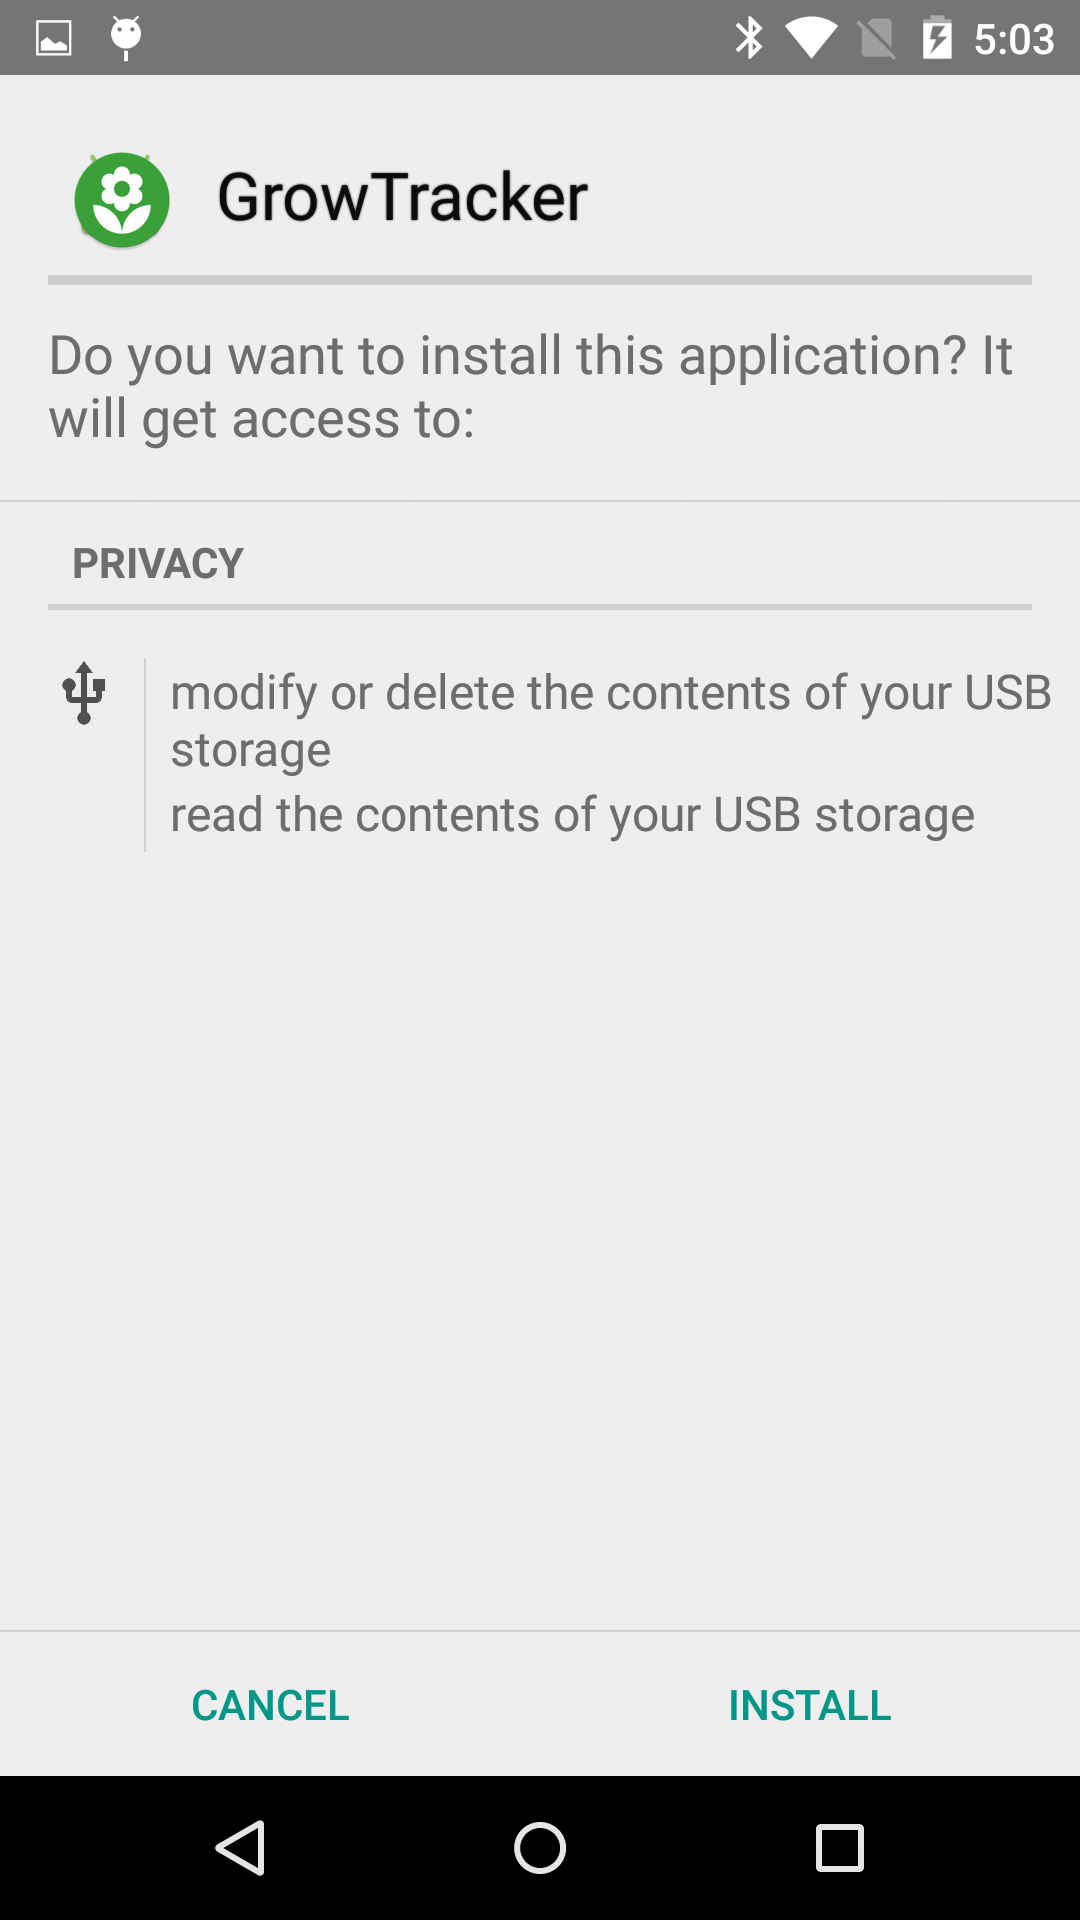 5:03
GrowTracker
Do you want to install this application? It
will get access to:
PRIVACY
modify or delete the contents of your USB
storage
read the contents of your USB storage
CANCEL
INSTALL